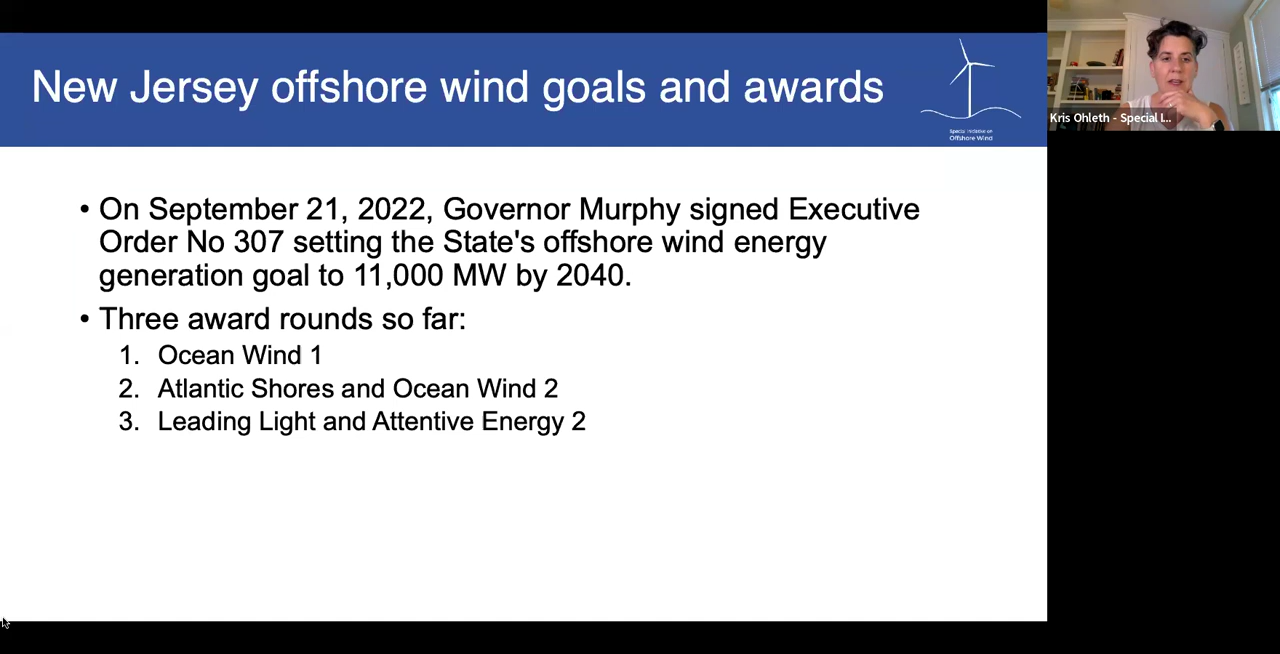 New Jersey offshore wind goals and awards
Special Initiative on
Offshore Wind
Kris Ohleth - Special I...
• On September 21, 2022, Governor Murphy signed Executive
Order No 307 setting the State's offshore wind energy
generation goal to 11,000 MW by 2040.
• Three award rounds so far:
1. Ocean Wind 1
2. Atlantic Shores and Ocean Wind 2
3. Leading Light and Attentive Energy 2